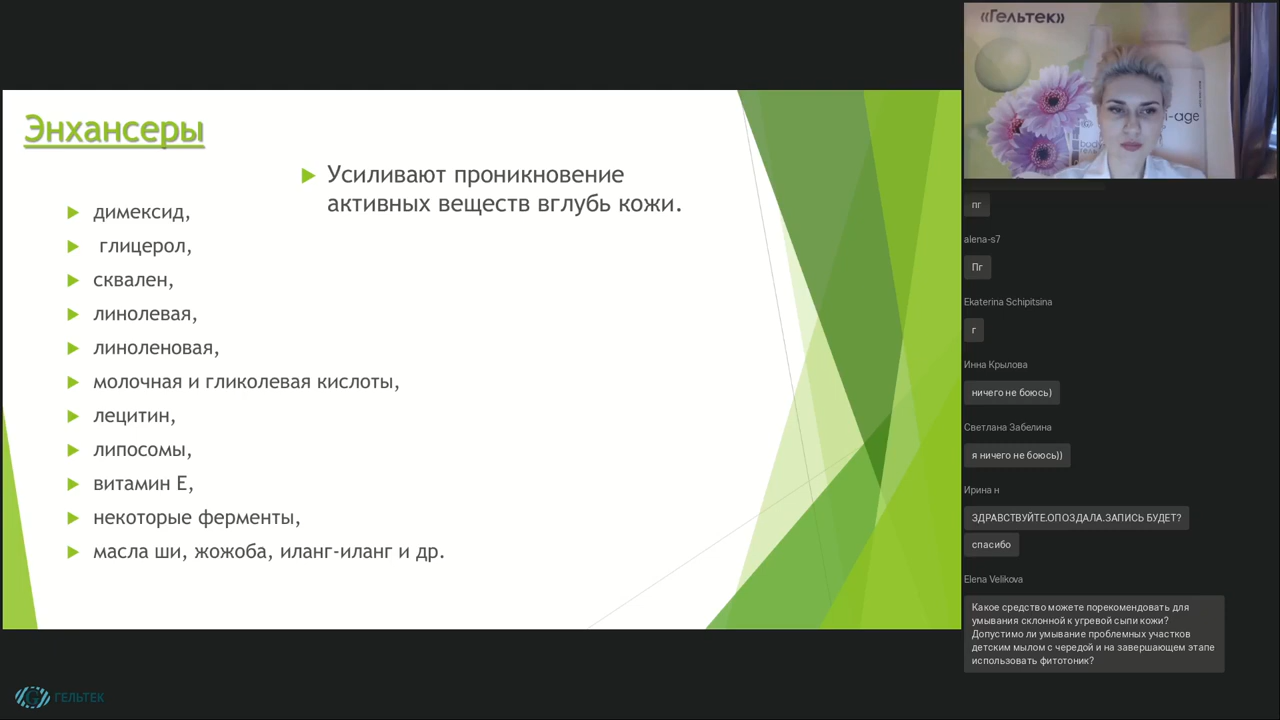 Энхансеры
Усиливают проникновение
активных веществ вглубь кожи.
димексид,
глицерол,
сквален,
линолевая,
линоленовая,
молочная и гликолевая кислоты,
лецитин,
липосомы,
витамин Е,
некоторые ферменты,
масла ши, жожоба, иланг-иланг и др.
ГЕЛЬТЕК
«Гельтек»
i-age
body
пг
alena-s7
Пг
Ekaterina Schipitsina
г
Инна Крылова
ничего не боюсь)
Светлана Забелина
я ничего не боюсь))
Ирина н
ЗДРАВСТВУЙТЕ.ОПОЗДАЛА.ЗАПИСЬ БУДЕТ?
спасибо
Elena Velikova
Какое средство можете порекомендовать для
умывания склонной к угревой сыпи кожи?
Допустимо ли умывание проблемных участков
детским мылом с чередой и на завершающем этапе
использовать фитотоник?